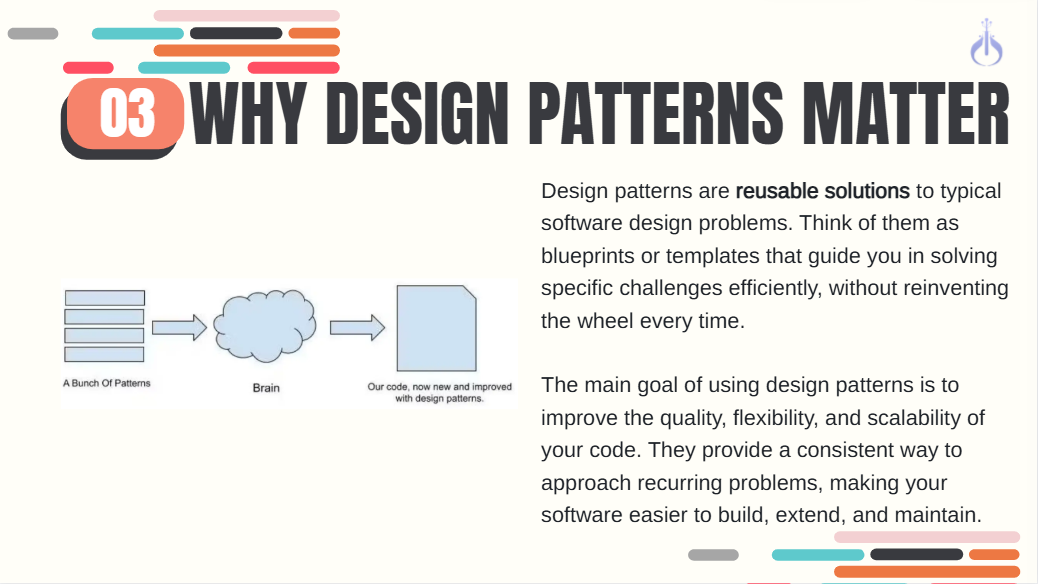 03 WHY DESIGN PATTERNS MATTER
Design patterns are reusable solutions to typical
software design problems. Think of them as
blueprints or templates that guide you in solving
specific challenges efficiently, without reinventing
the wheel every time.
The main goal of using design patterns is to
improve the quality, flexibility, and scalability of
your code. They provide a consistent way to
approach recurring problems, making your
software easier to build, extend, and maintain.
A Bunch Of Patterns
Brain
Our code, now new and improved
with design patterns.